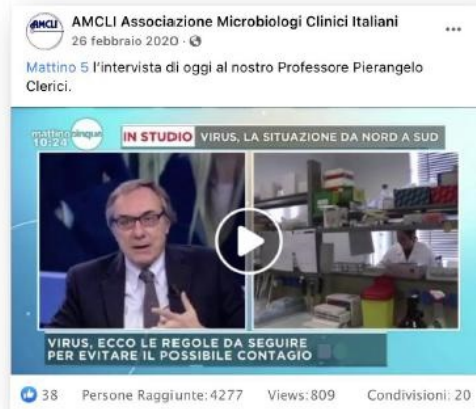 AMCLI
AMCLI Associazione Microbiologi Clinici Italiani
26 febbraio 2020 ·
Mattino 5 l'intervista di oggi al nostro Professore Pierangelo
Clerici.
mattino cinque
10:24
IN STUDIO VIRUS, LA SITUAZIONE DA NORD A SUD
VIRUS, ECCO LE REGOLE DA SEGUIRE
PER EVITARE IL POSSIBILE CONTAGIO
38 Persone Raggiunte:4277 Views:809 Condivisioni: 20